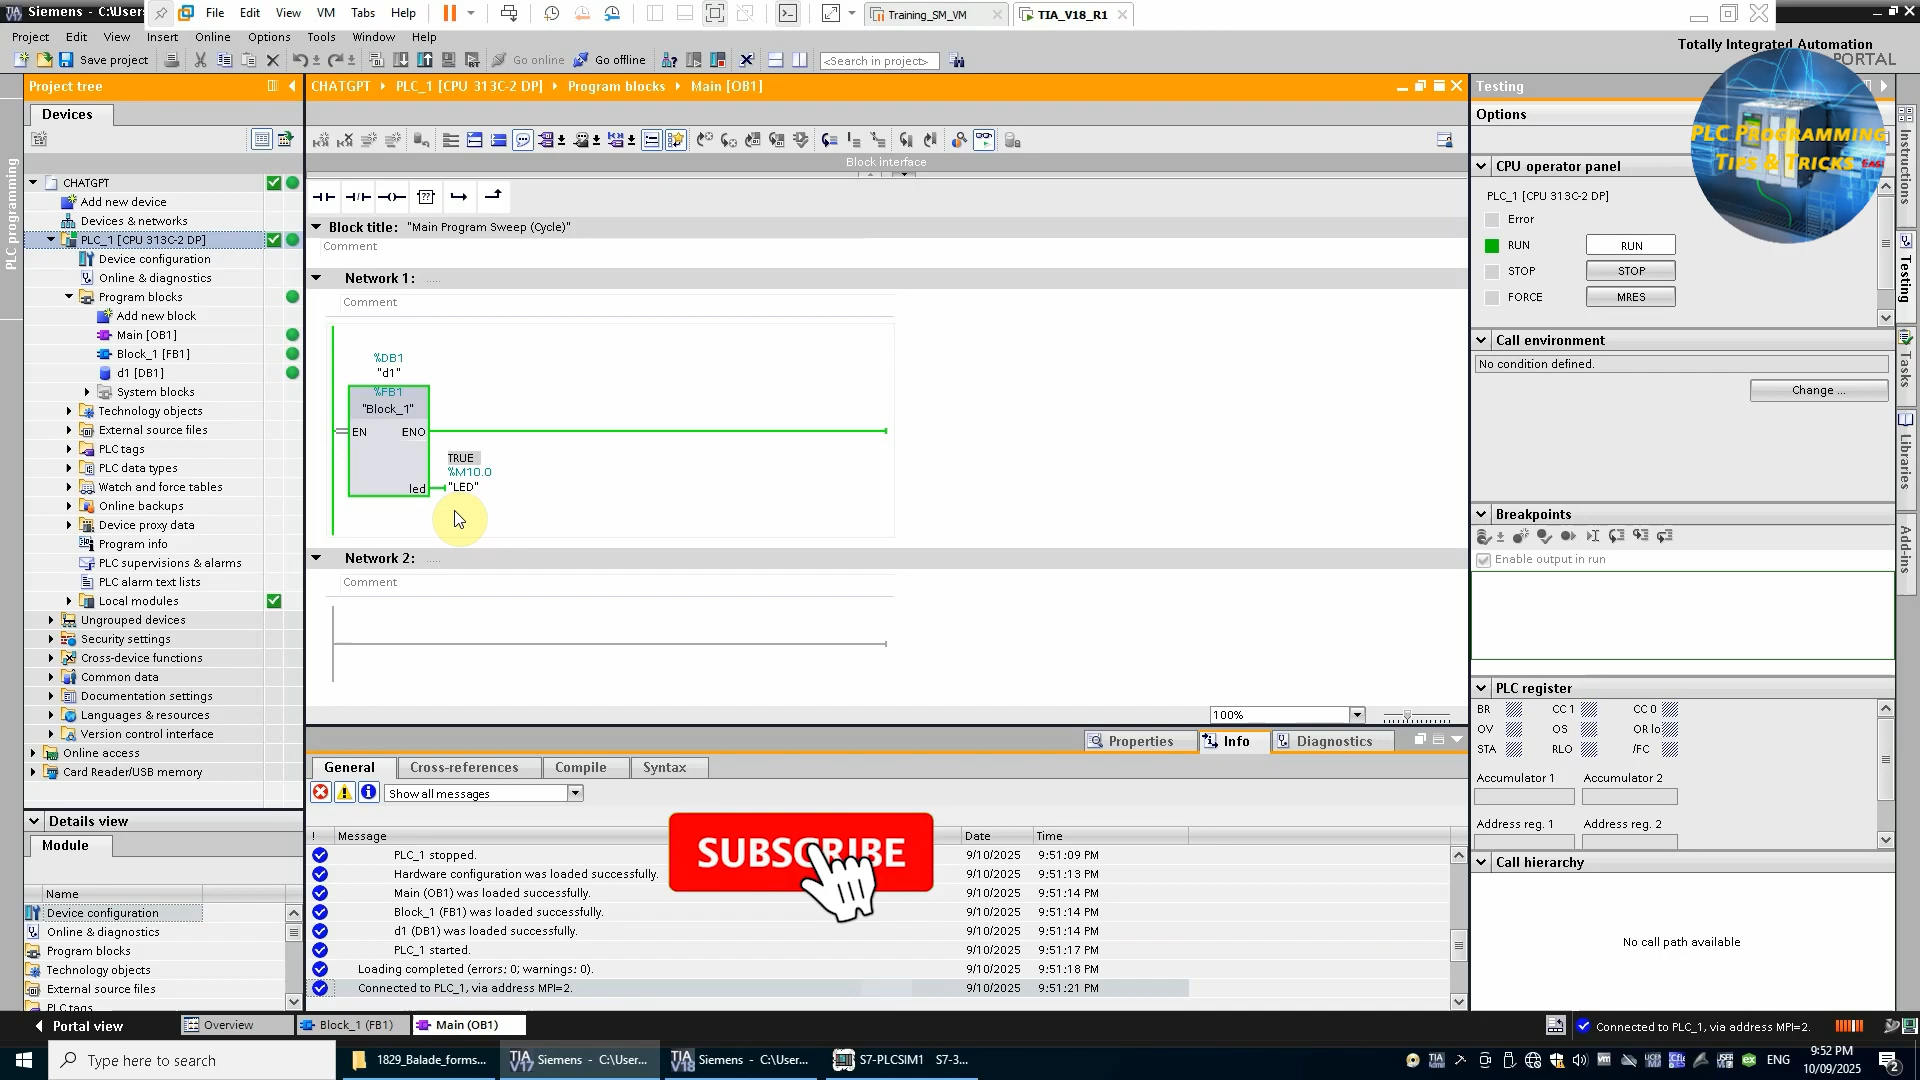 Siemens - C:\Users
File Edit View VM Tabs Help
Training_SM_VM
TIA_V18_R1
Project Edit View Insert Online Options Tools Window Help
Totally Integrated Automation
PORTAL
Save project
Go online
Go offline
<Search in project>
Project tree
CHATGPT
PLC_1 [CPU 313C-2 DP]
Program blocks
Main [OB1]
Testing
Devices
Options
PLC PROGRAMMING
TIPS & TRICKS
PLC programming
Block interface
CPU operator panel
PLC_1 [CPU 313C-2 DP]
Error
RUN
RUN
STOP
STOP
FORCE
MRES
Call environment
No condition defined.
Change ...
Breakpoints
Enable output in run
PLC register
BR
CC 1
CC 0
OV
OS
OR lo
STA
RLO
/FC
Accumulator 1
Accumulator 2
Address reg. 1
Address reg. 2
Call hierarchy
No call path available
Instructions
Testing
Tasks
Libraries
Add-ins
CHATGPT
Add new device
Devices & networks
PLC_1 [CPU 313C-2 DP]
Device configuration
Online & diagnostics
Program blocks
Add new block
Main [OB1]
Block_1 [FB1]
d1 [DB1]
System blocks
Technology objects
External source files
PLC tags
PLC data types
Watch and force tables
Online backups
Device proxy data
Program info
PLC supervisions & alarms
PLC alarm text lists
Local modules
Ungrouped devices
Security settings
Cross-device functions
Common data
Documentation settings
Languages & resources
Version control interface
Online access
Card Reader/USB memory
Block title: "Main Program Sweep (Cycle)"
Comment
Network 1: .....
Comment
%DB1
"d1"
%FB1
"Block_1"
EN
ENO
TRUE
%M10.0
led
"LED"
Network 2: .....
Comment
100%
Properties
Info
Diagnostics
General
Cross-references
Compile
Syntax
Show all messages
! Message
Date
Time
PLC_1 stopped. 9/10/2025 9:51:09 PM
Hardware configuration was loaded successfully. 9/10/2025 9:51:13 PM
Main (OB1) was loaded successfully. 9/10/2025 9:51:14 PM
Block_1 (FB1) was loaded successfully. 9/10/2025 9:51:14 PM
d1 (DB1) was loaded successfully. 9/10/2025 9:51:14 PM
PLC_1 started. 9/10/2025 9:51:17 PM
Loading completed (errors: 0; warnings: 0). 9/10/2025 9:51:18 PM
Connected to PLC_1, via address MPI=2. 9/10/2025 9:51:21 PM
SUBSCRIBE
Details view
Module
Name
Device configuration
Online & diagnostics
Program blocks
Technology objects
External source files
PLC tags
Portal view
Overview
Block_1 (FB1)
Main (OB1)
Connected to PLC_1, via address MPI=2.
Type here to search
1829_Balade_forms...
Siemens - C:\User...
Siemens - C:\User...
S7-PLCSIM1 S7-3...
ENG
9:52 PM
10/09/2025